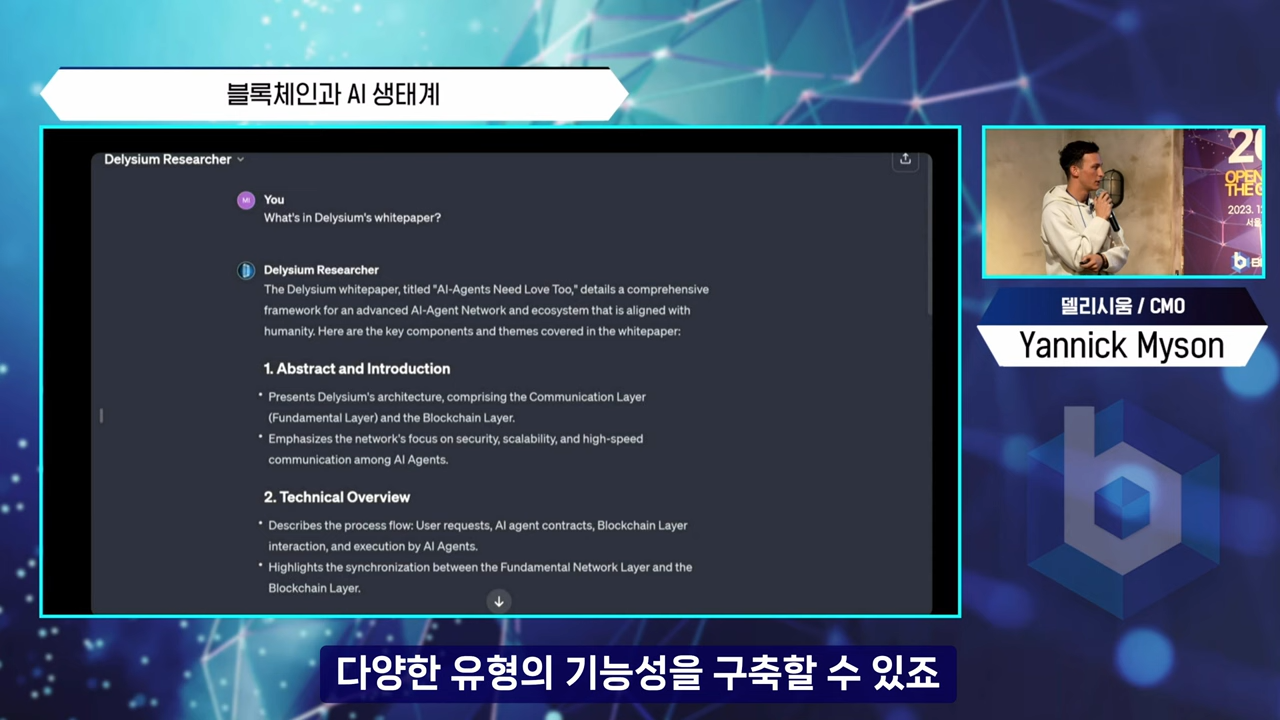 블록체인과 AI 생태계
Delysium Researcher
You
What's in Delysium's whitepaper?
Delysium Researcher
The Delysium whitepaper, titled "AI-Agents Need Love Too," details a comprehensive
framework for an advanced AI-Agent Network and ecosystem that is aligned with
humanity. Here are the key components and themes covered in the whitepaper:
1. Abstract and Introduction
• Presents Delysium's architecture, comprising the Communication Layer
(Fundamental Layer) and the Blockchain Layer.
• Emphasizes the network's focus on security, scalability, and high-speed
communication among AI Agents.
2. Technical Overview
• Describes the process flow: User requests, AI agent contracts, Blockchain Layer
interaction, and execution by AI Agents.
• Highlights the synchronization between the Fundamental Network Layer and the
Blockchain Layer.
20
OPEN
THE G
2023. 1
서울
델리시움 / CMO
Yannick Myson
다양한 유형의 기능성을 구축할 수 있죠